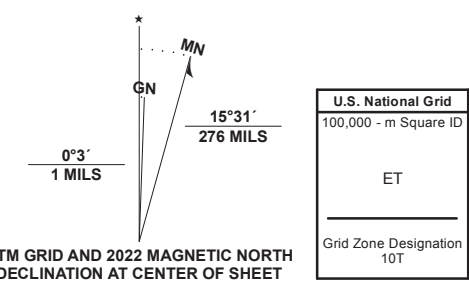 ★
MN
GN
15°31´
276 MILS
0°3´
1 MILS
TM GRID AND 2022 MAGNETIC NORTH
DECLINATION AT CENTER OF SHEET
U.S. National Grid
100,000 - m Square ID
ET
Grid Zone Designation
10T